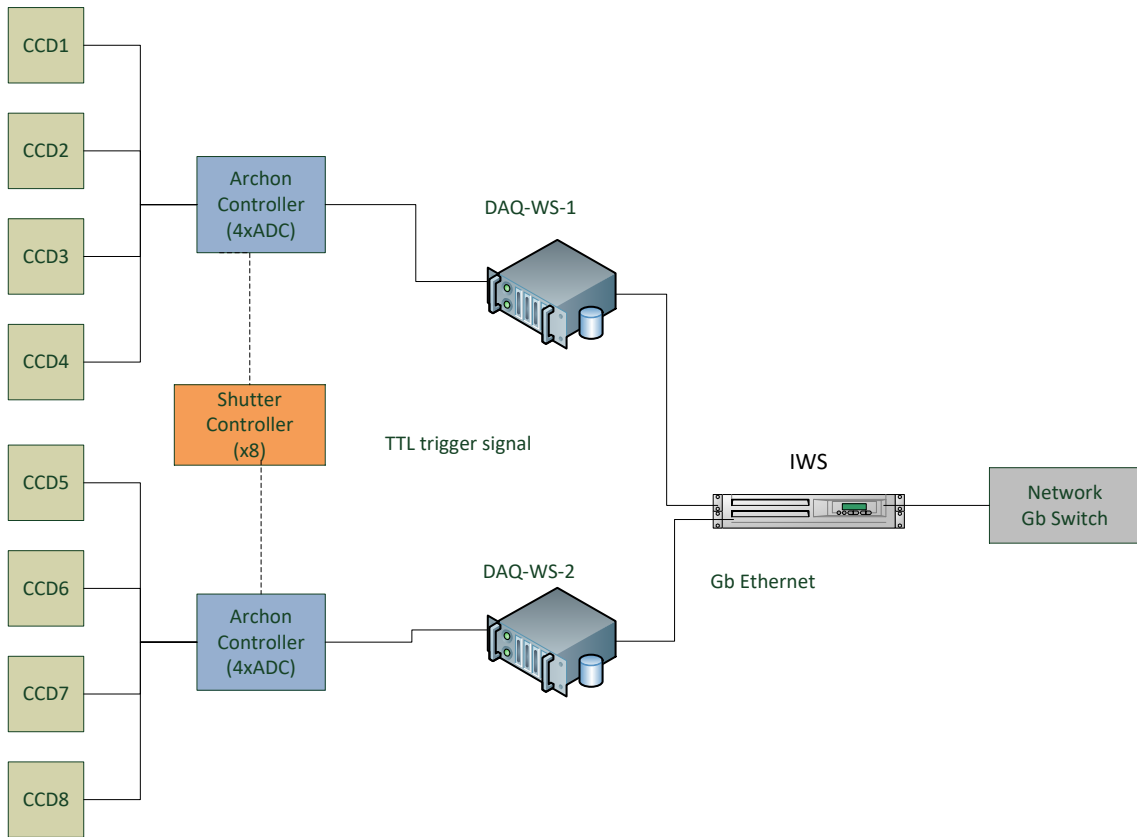 CCD1
CCD2
CCD3
CCD4
Archon
Controller
(4xADC)
DAQ-WS-1
Shutter
Controller
(x8)
TTL trigger signal
IWS
Network
Gb Switch
CCD5
CCD6
CCD7
CCD8
Archon
Controller
(4xADC)
DAQ-WS-2
Gb Ethernet